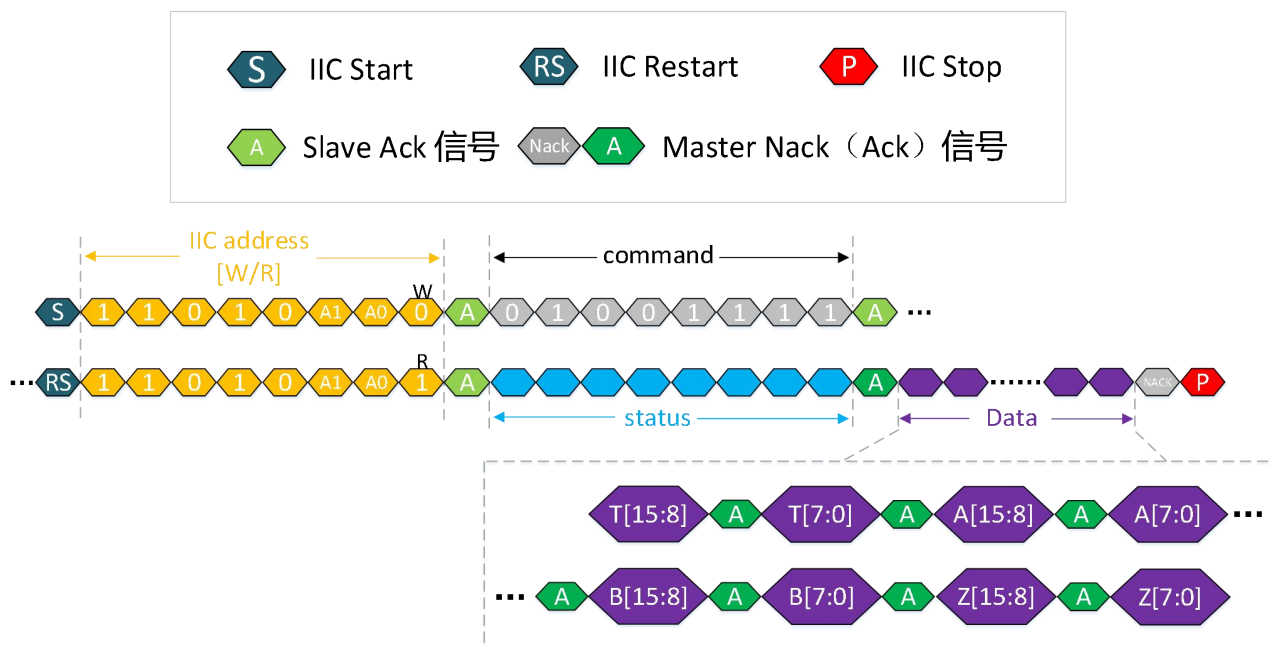 S IIC Start RS IIC Restart P IIC Stop
A Slave Ack 信号 Nack A Master Nack（Ack）信号
IIC address
[W/R]
command
W
S 1 1 0 1 0 A1 A0 0 A 0 1 0 0 1 1 1 1 A ...
R
... RS 1 1 0 1 0 A1 A0 1 A A ...... NACK P
status Data
T[15:8] A T[7:0] A A[15:8] A A[7:0] ...
... A B[15:8] A B[7:0] A Z[15:8] A Z[7:0]